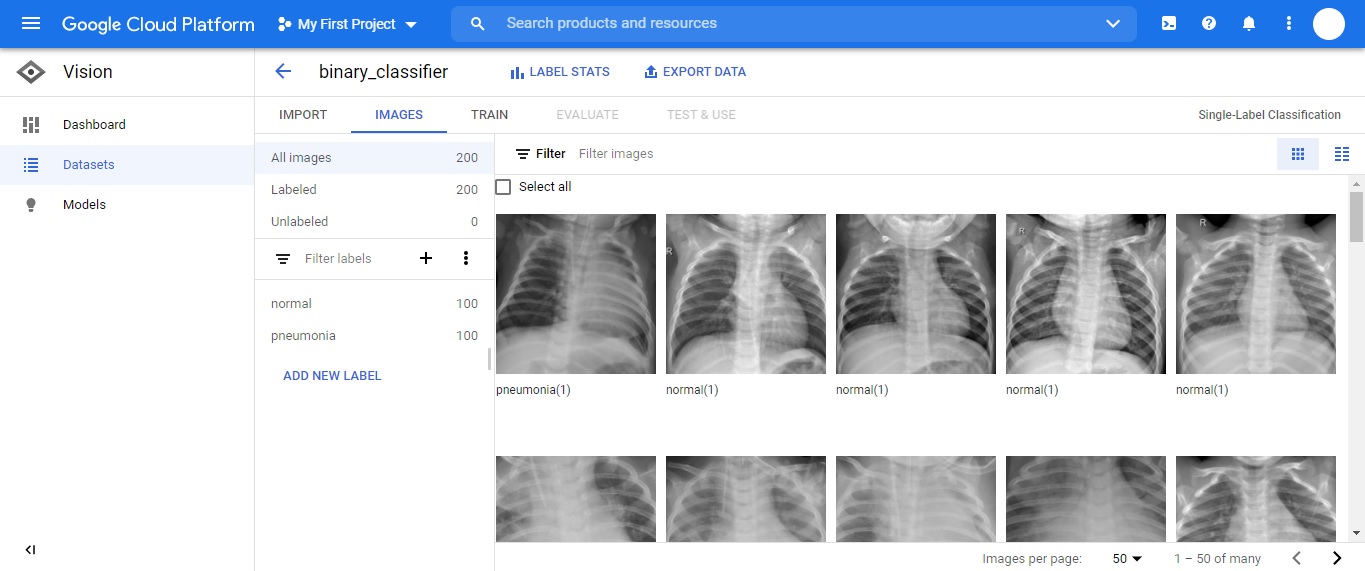 Google Cloud Platform My First Project Search products and resources
Vision binary_classifier LABEL STATS EXPORT DATA
Dashboard
Datasets
Models
IMPORT IMAGES TRAIN EVALUATE TEST & USE Single-Label Classification
All images 200
Labeled 200
Unlabeled 0
Filter labels
normal 100
pneumonia 100
ADD NEW LABEL
Filter Filter images
Select all
R R R
pneumonia(1) normal(1) normal(1) normal(1) normal(1)
Images per page: 50 1 – 50 of many